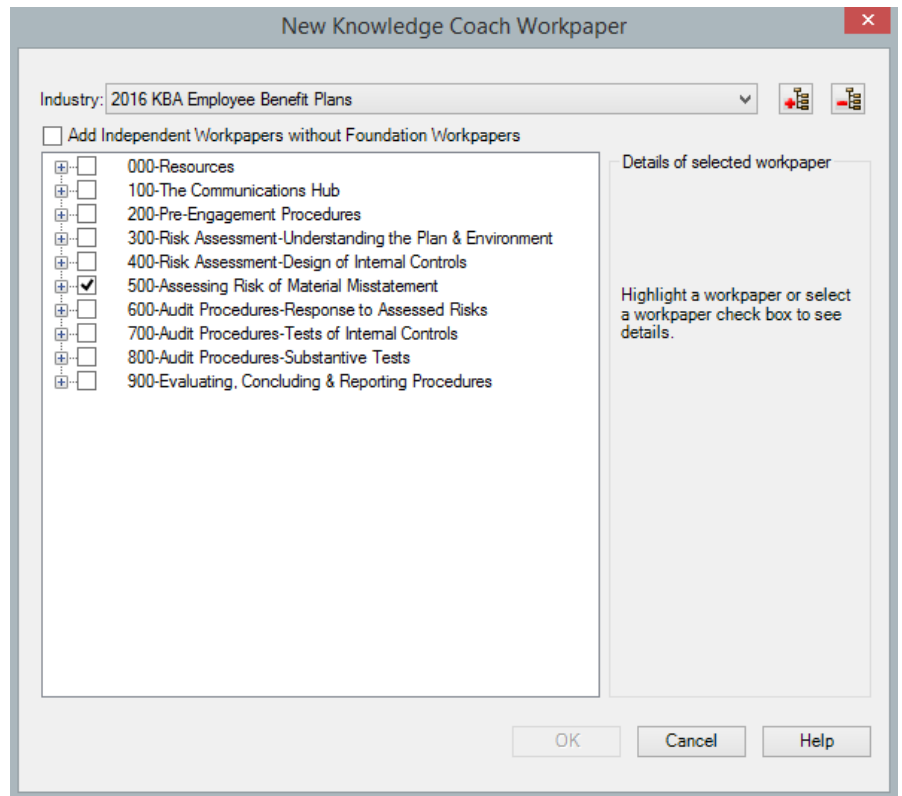 New Knowledge Coach Workpaper
Industry: 2016 KBA Employee Benefit Plans
Add Independent Workpapers without Foundation Workpapers
000-Resources
100-The Communications Hub
200-Pre-Engagement Procedures
300-Risk Assessment-Understanding the Plan & Environment
400-Risk Assessment-Design of Internal Controls
500-Assessing Risk of Material Misstatement
600-Audit Procedures-Response to Assessed Risks
700-Audit Procedures-Tests of Internal Controls
800-Audit Procedures-Substantive Tests
900-Evaluating, Concluding & Reporting Procedures
Details of selected workpaper
Highlight a workpaper or select
a workpaper check box to see
details.
OK Cancel Help